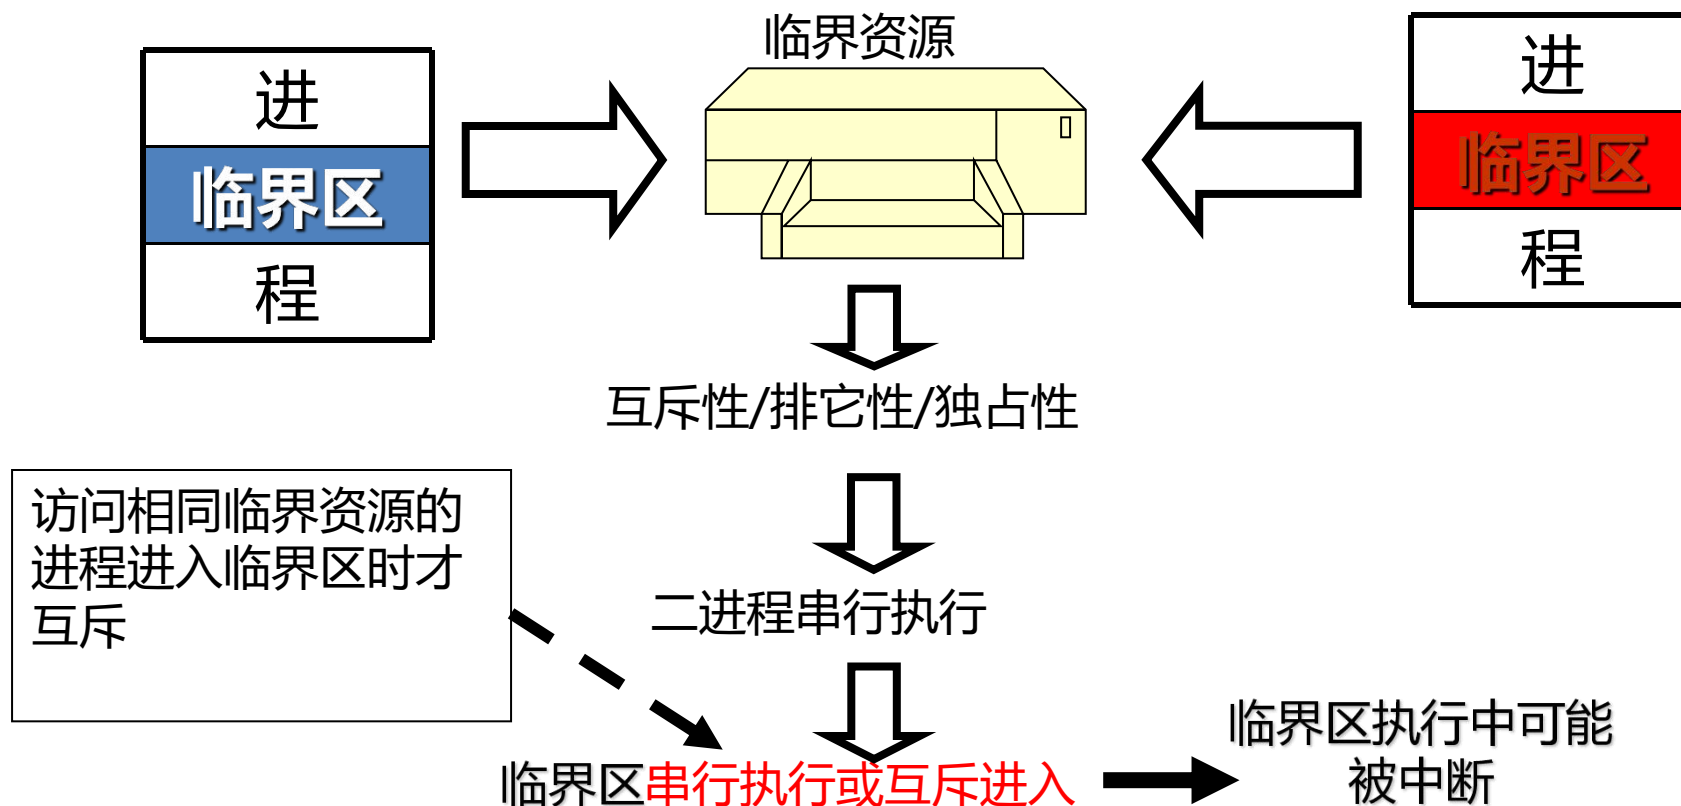 临界资源
进
临界区
程
进
临界区
程
互斥性/排它性/独占性
访问相同临界资源的
进程进入临界区时才
互斥
二进程串行执行
临界区串行执行或互斥进入
临界区执行中可能
被中断